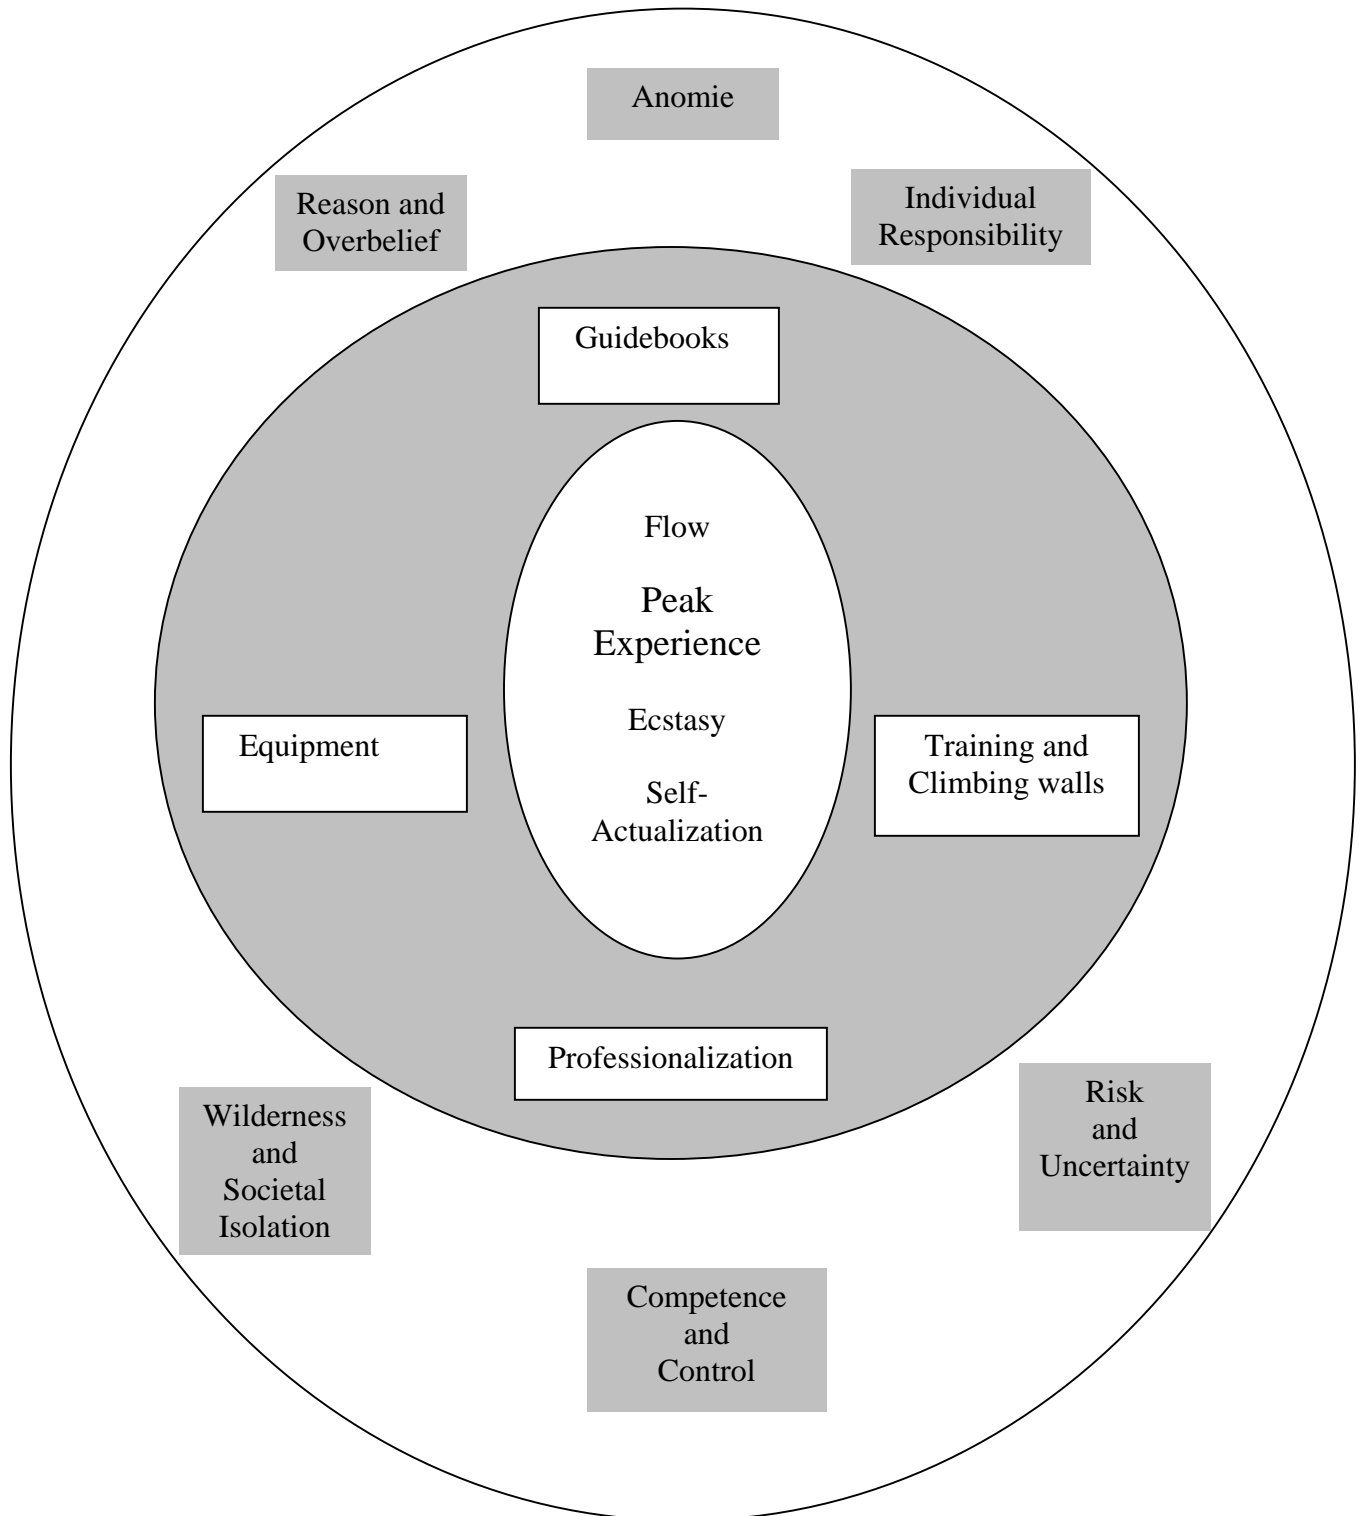 Anomie
Reason and
Overbelief
Individual
Responsibility
Guidebooks
Flow
Peak
Experience
Ecstasy
Self-
Actualization
Equipment
Training and
Climbing walls
Professionalization
Wilderness
and
Societal
Isolation
Risk
and
Uncertainty
Competence
and
Control